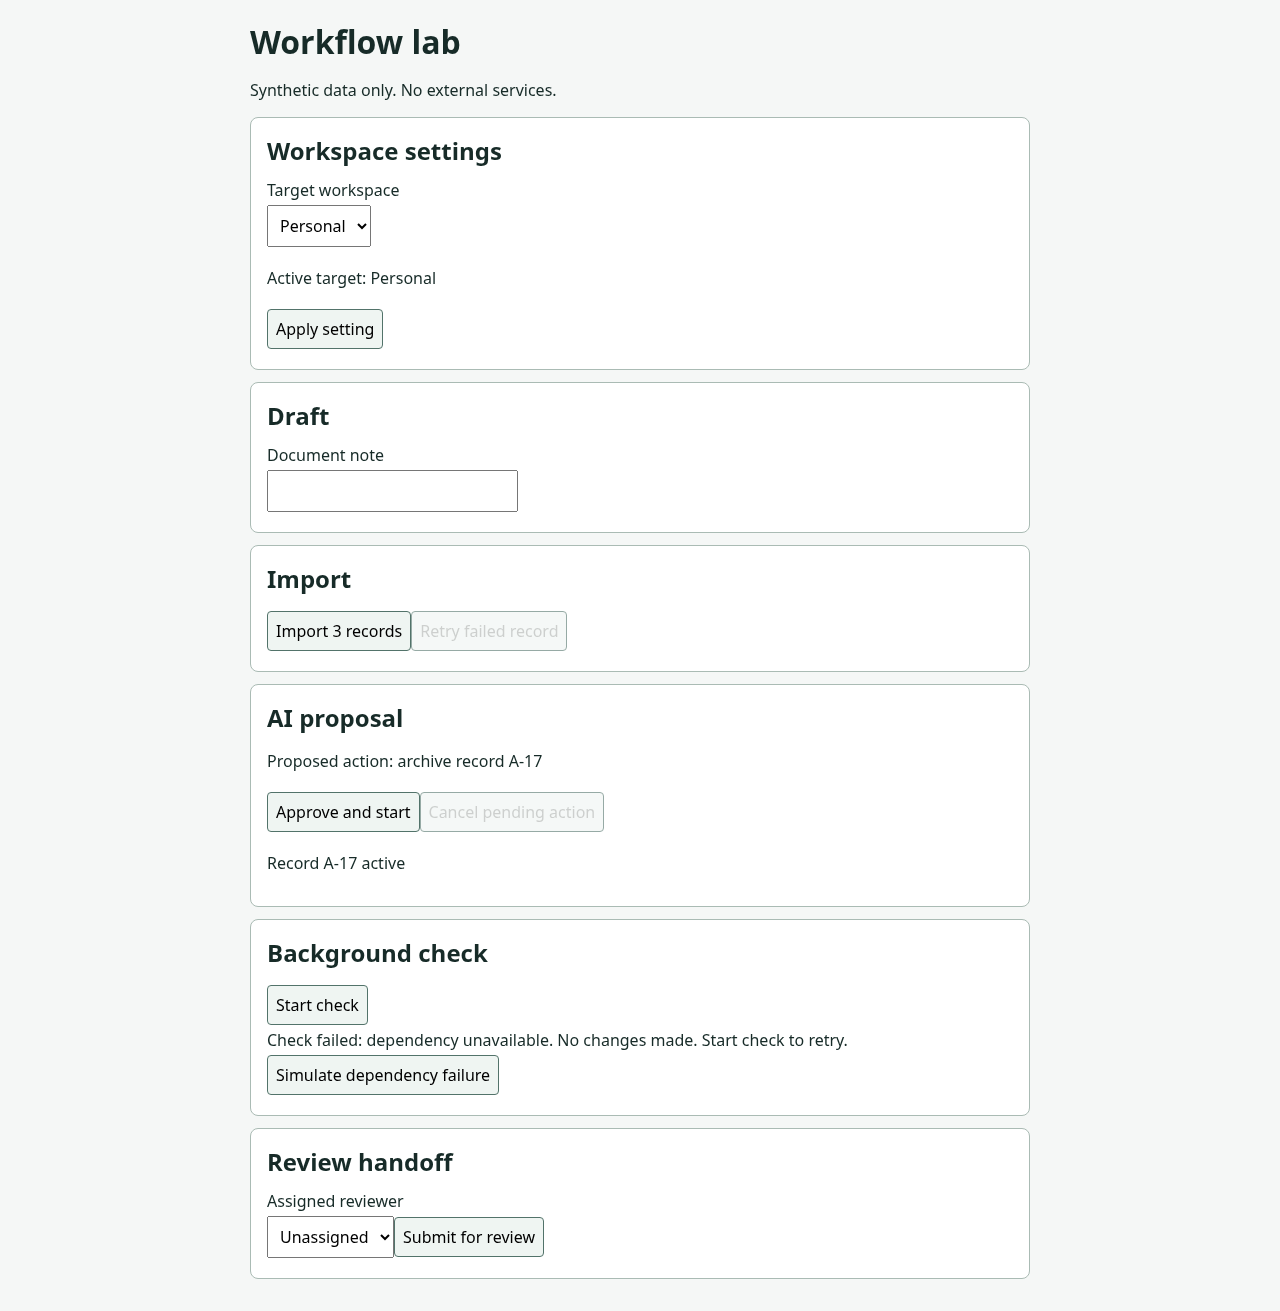 Workflow lab
Synthetic data only. No external services.
Workspace settings
Target workspace
Personal
Active target: Personal
Apply setting
Draft
Document note
Import
Import 3 records Retry failed record
AI proposal
Proposed action: archive record A-17
Approve and start Cancel pending action
Record A-17 active
Background check
Start check
Check failed: dependency unavailable. No changes made. Start check to retry.
Simulate dependency failure
Review handoff
Assigned reviewer
Unassigned Submit for review